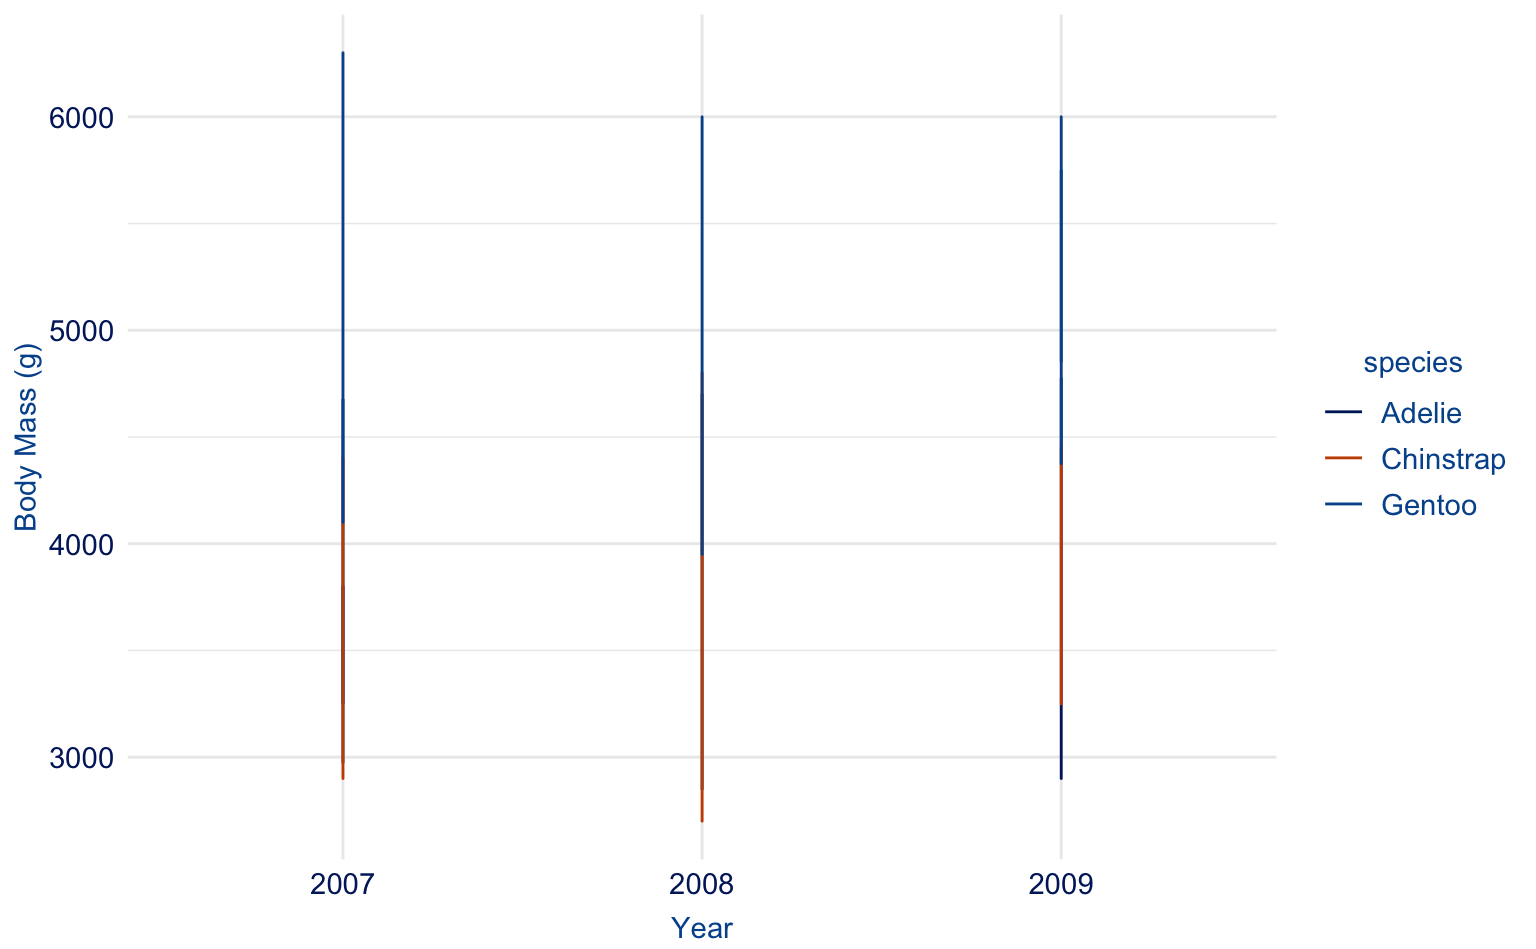 6000
5000
4000
3000
Body Mass (g)
2007
2008
2009
Year
species
Adelie
Chinstrap
Gentoo